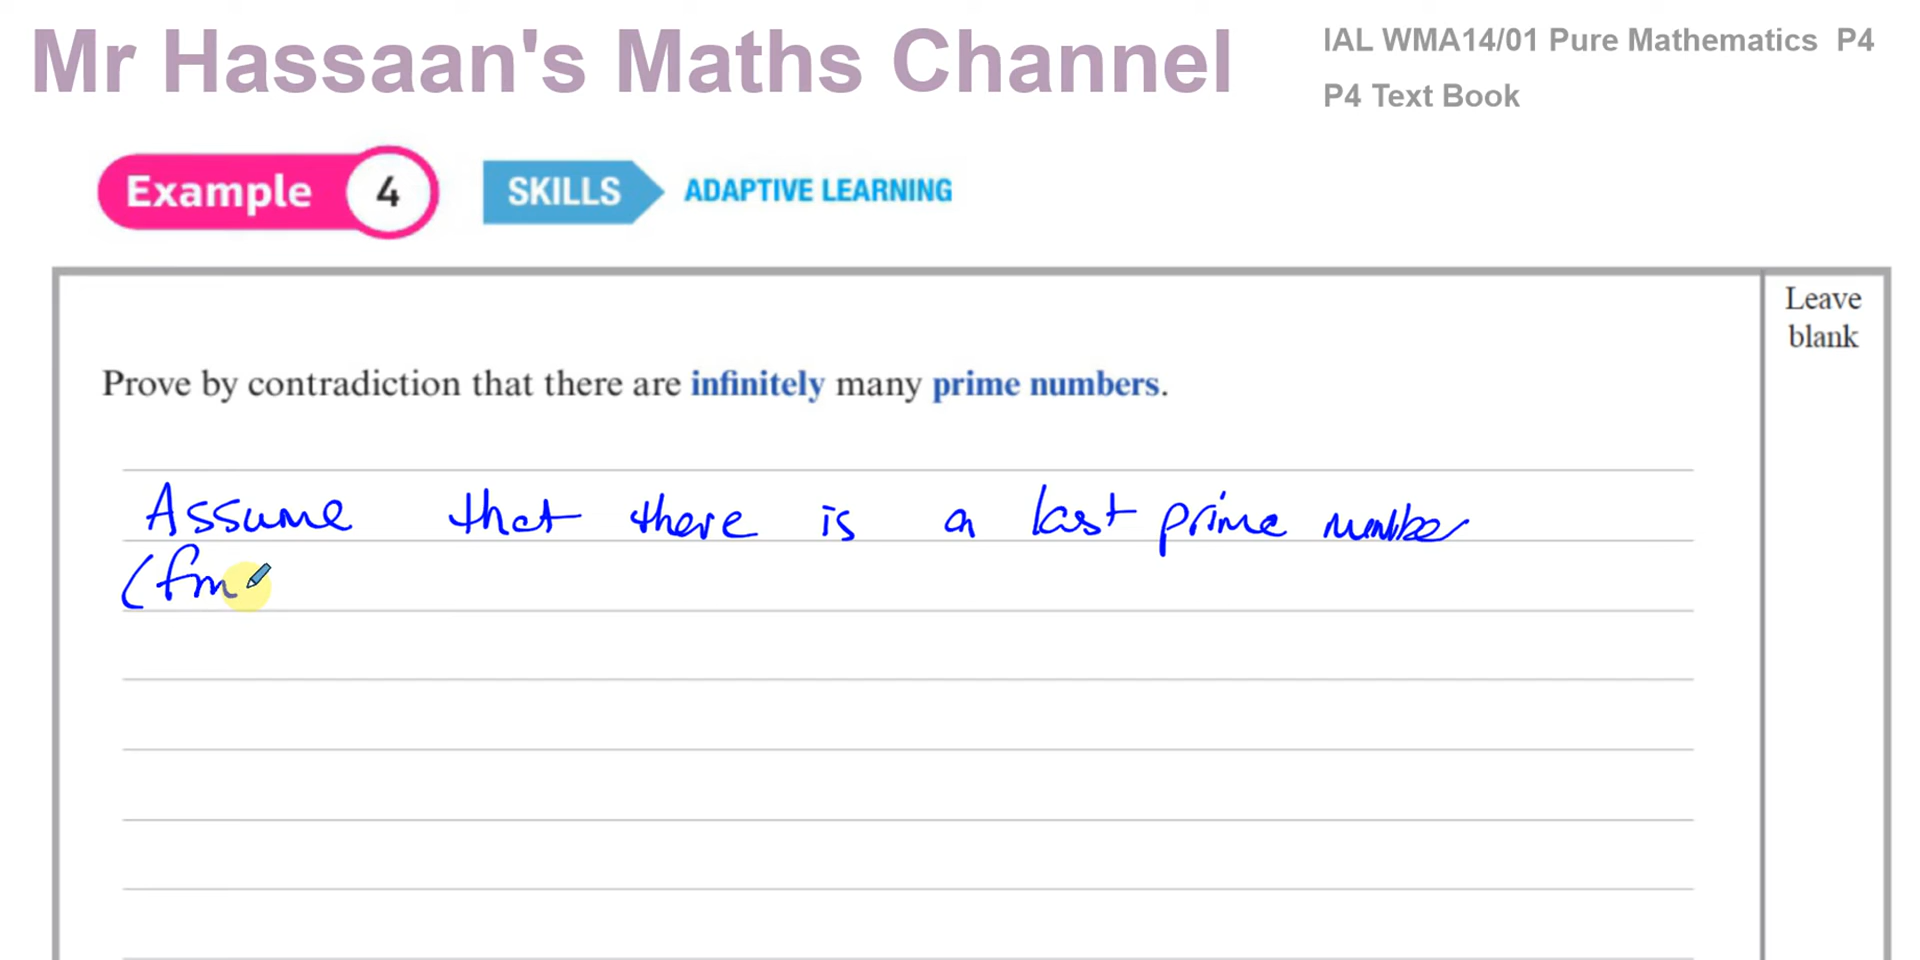 Mr Hassaan's Maths Channel
IAL WMA14/01 Pure Mathematics P4
P4 Text Book
Example 4 SKILLS ADAPTIVE LEARNING
Leave
blank
Prove by contradiction that there are infinitely many prime numbers.
Assume that there is a last prime number